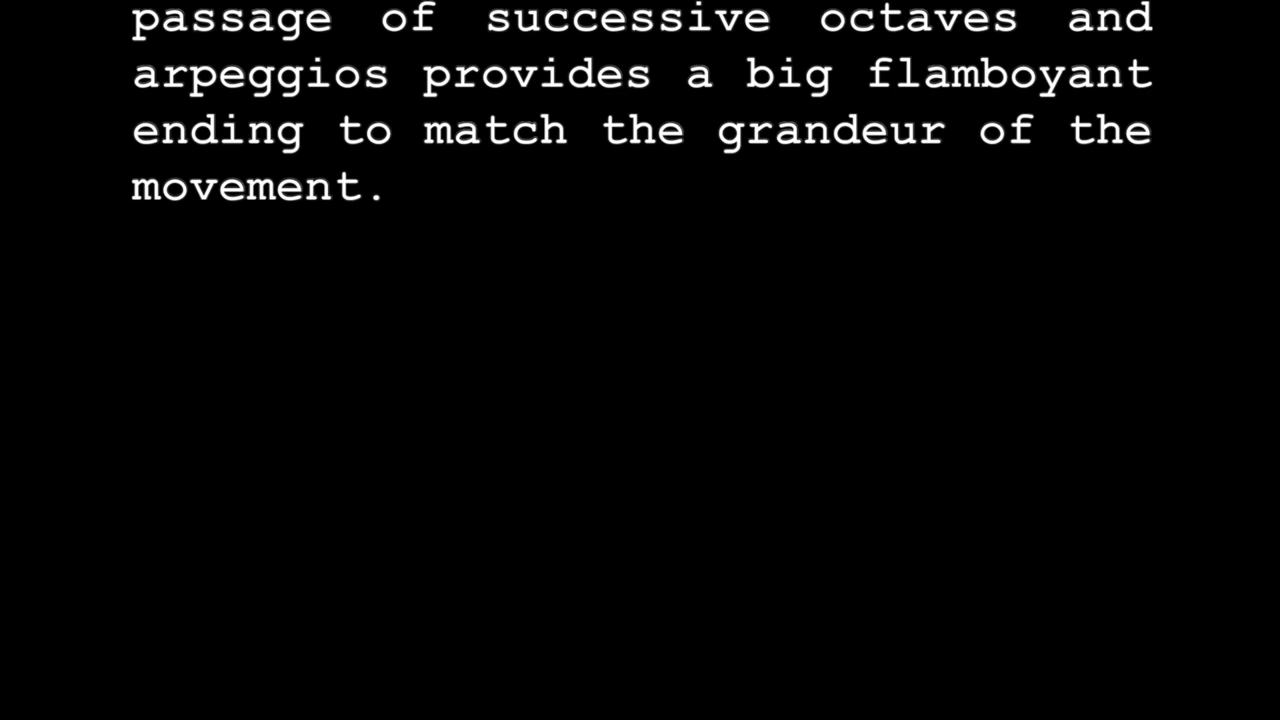 passage of successive octaves and
arpeggios provides a big flamboyant
ending to match the grandeur of the
movement.